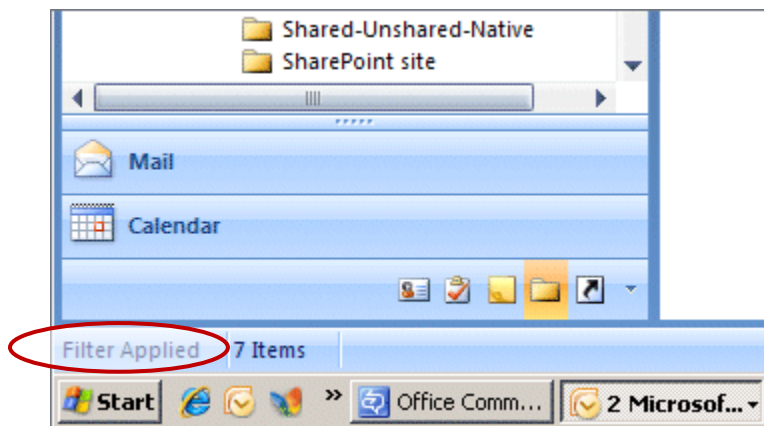 Shared-Unshared-Native
SharePoint site
Mail
Calendar
Filter Applied 7 Items
Start » Office Comm... 2 Microsof...